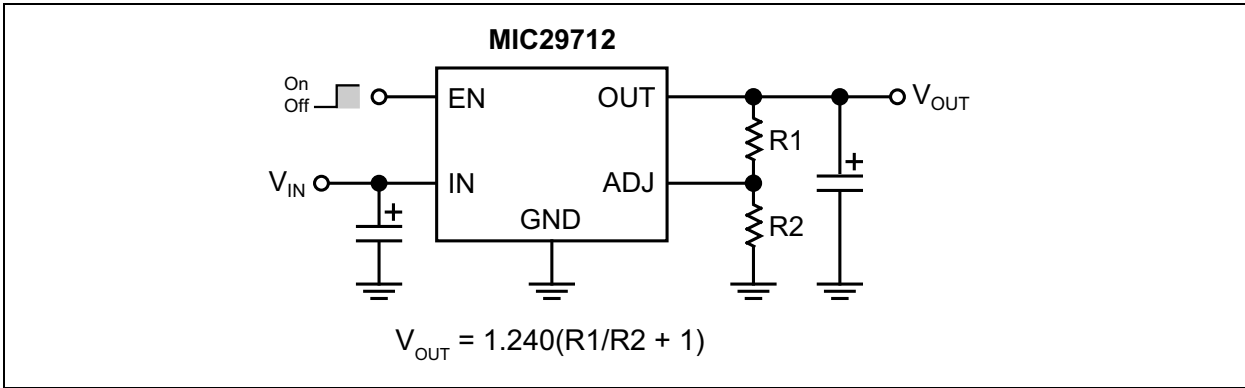 MIC29712
On
Off
EN
OUT
V_OUT
R1
+
V_IN
IN
ADJ
+
GND
R2
V_OUT = 1.240(R1/R2 + 1)